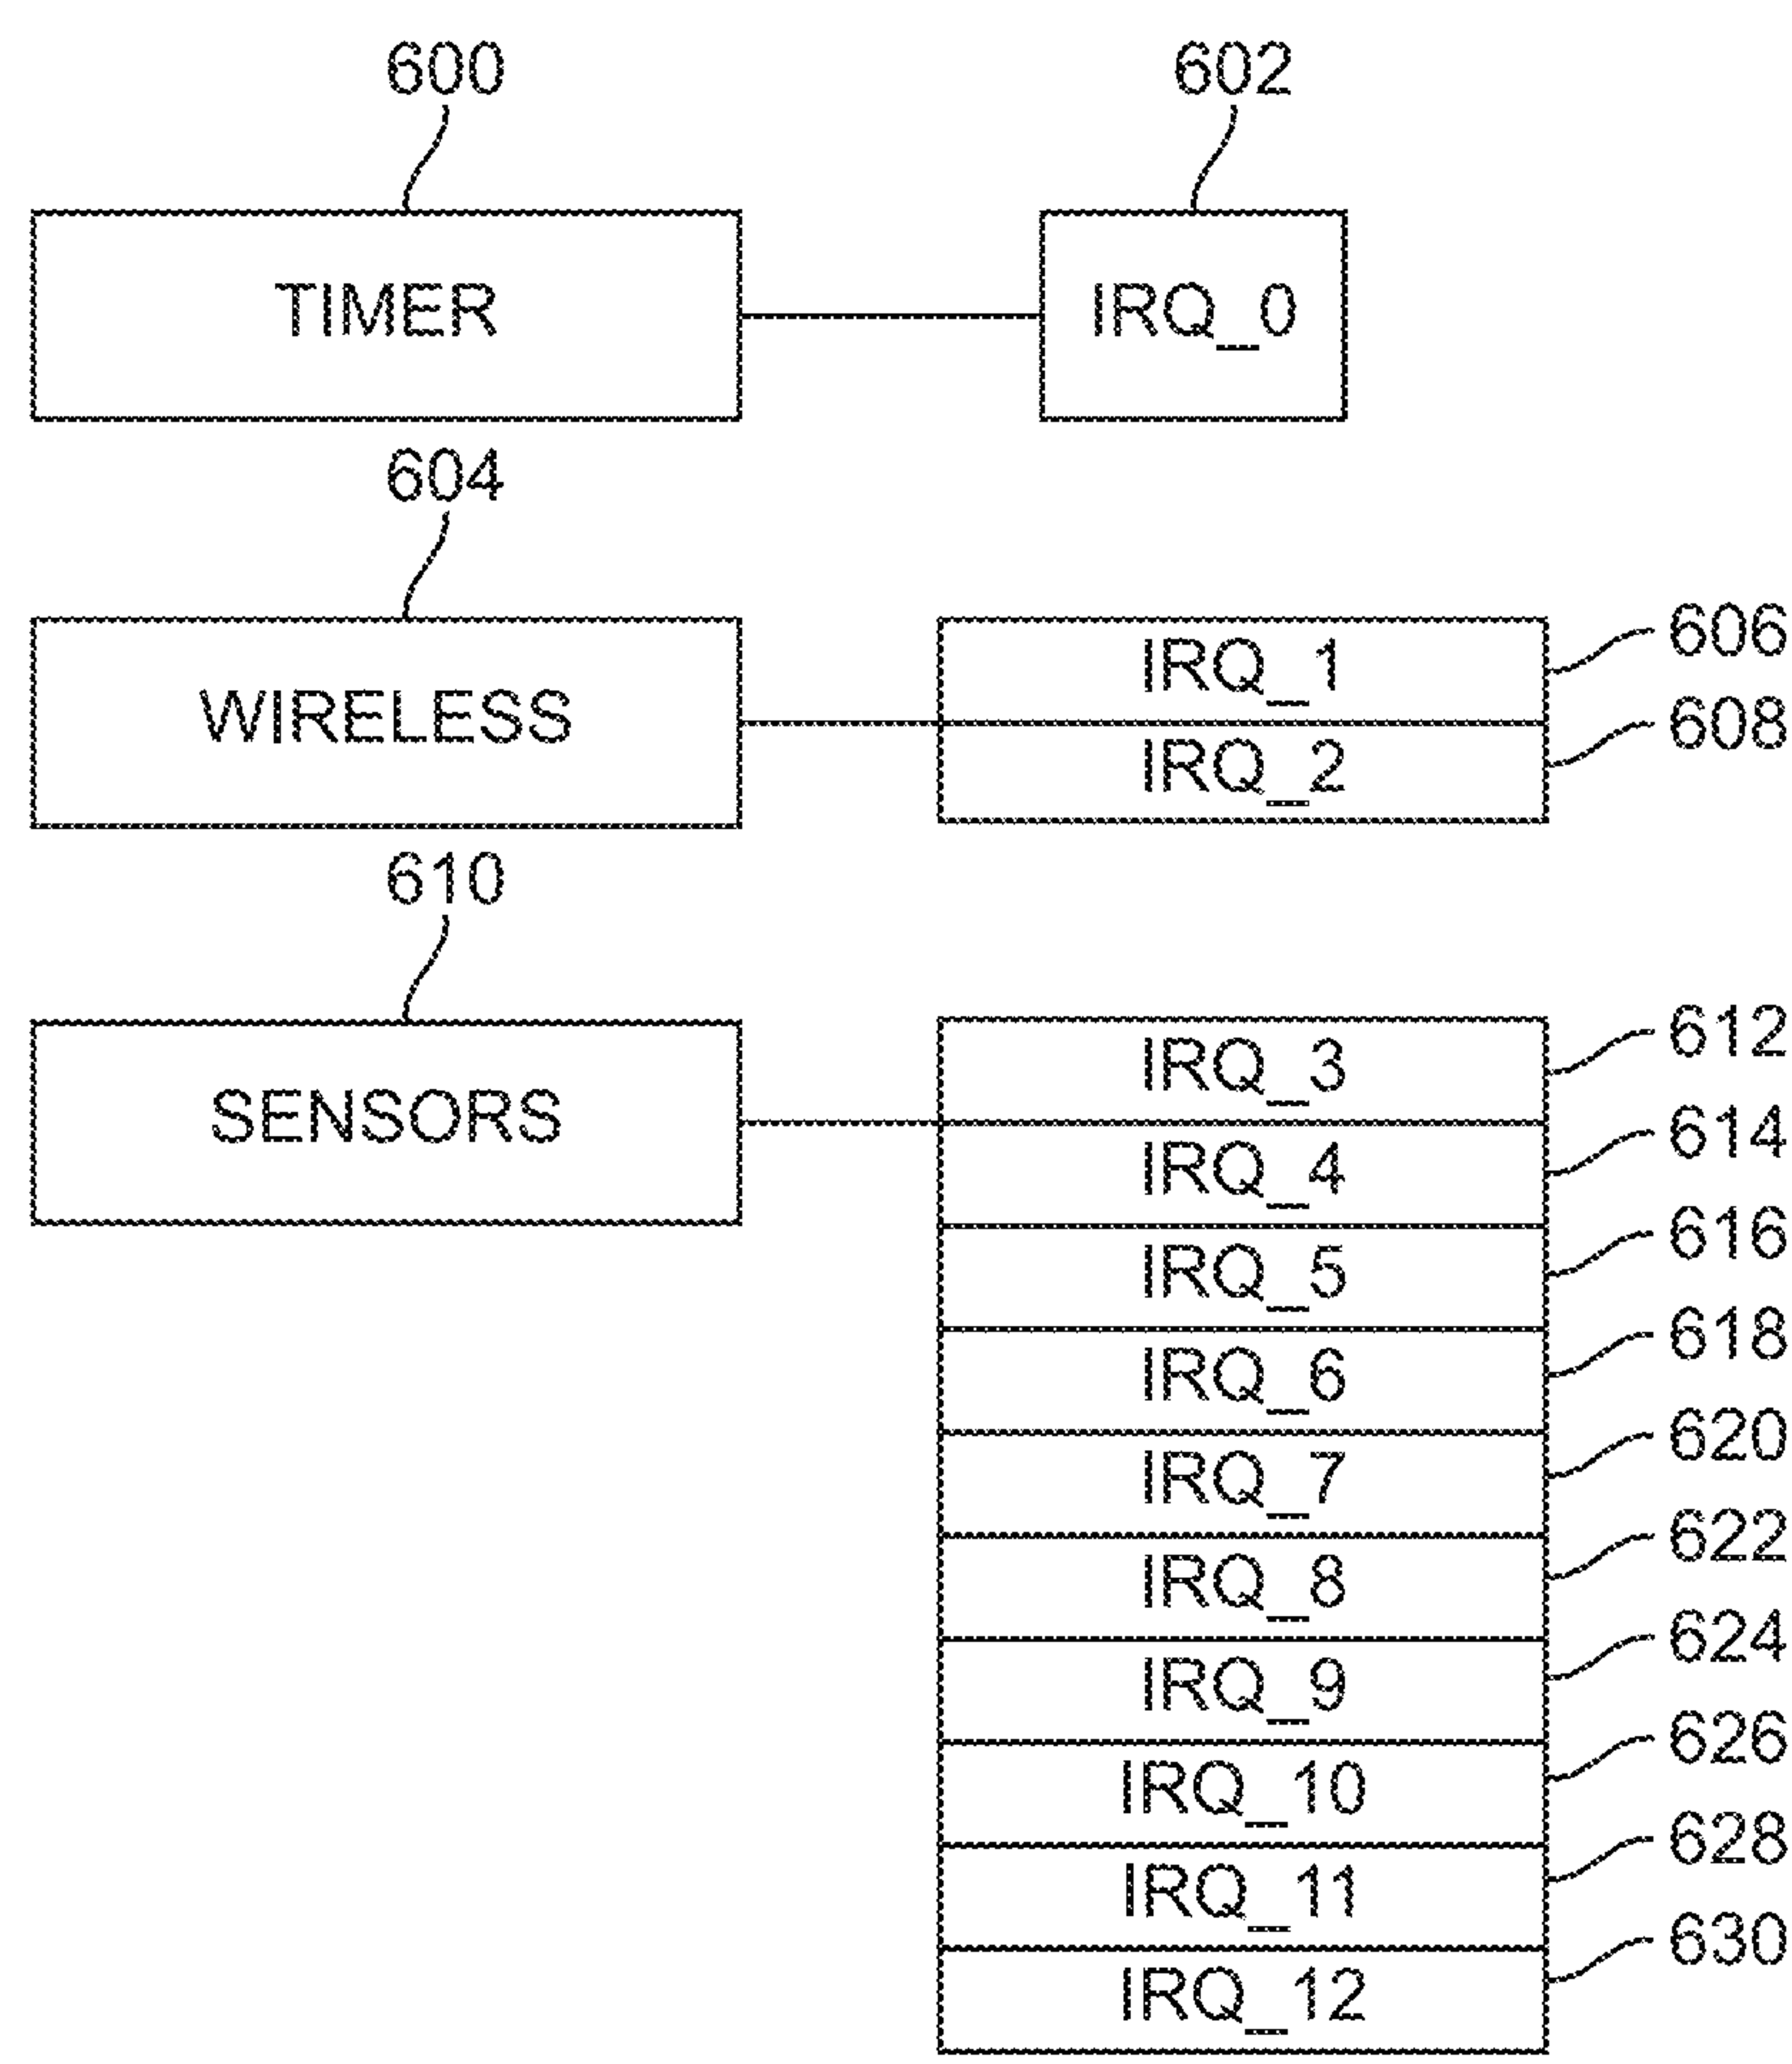 600 602
TIMER IRQ_0
604
IRQ_1 606
WIRELESS 608
IRQ_2
610
IRQ_3 612
SENSORS IRQ_4 614
IRQ_5 616
IRQ_6 618
IRQ_7 620
IRQ_8 622
IRQ_9 624
IRQ_10 626
IRQ_11 628
IRQ_12 630